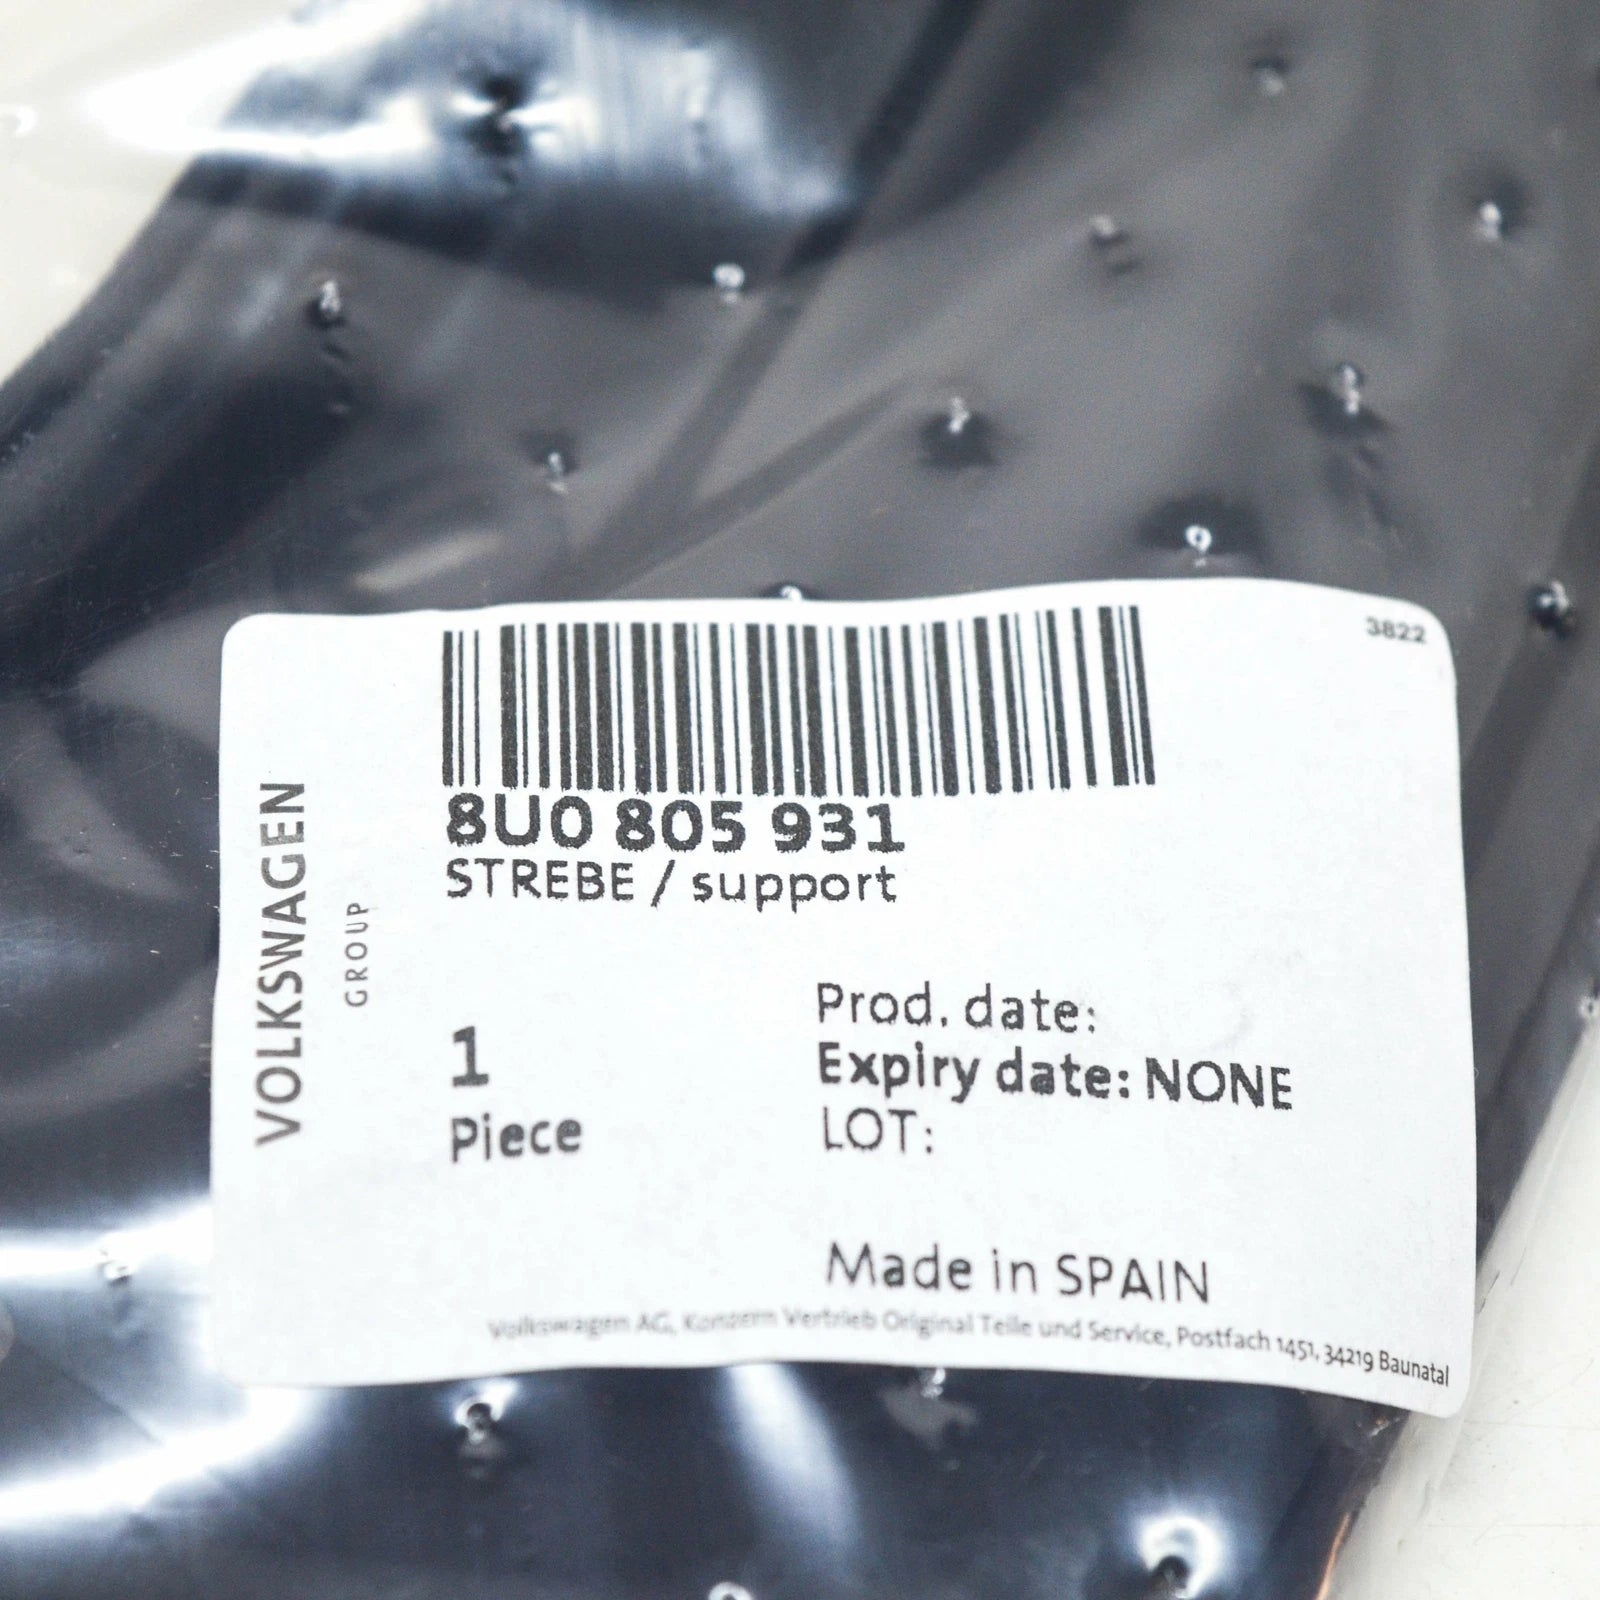 3822
8U0 805 931
STREBE / support
VOLKSWAGEN
GROUP
1
Piece
Prod. date:
Expiry date: NONE
LOT:
Made in SPAIN
Volkswagen AG, Konzern Vertrieb Original Teile und Service, Postfach 1451, 34219 Baunatal